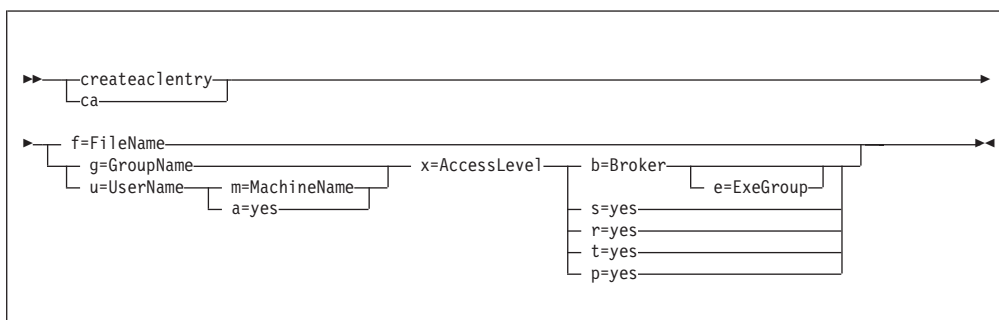 createaclentry
ca
f=FileName
g=GroupName x=AccessLevel b=Broker
u=UserName m=MachineName e=ExeGroup
a=yes s=yes
r=yes
t=yes
p=yes